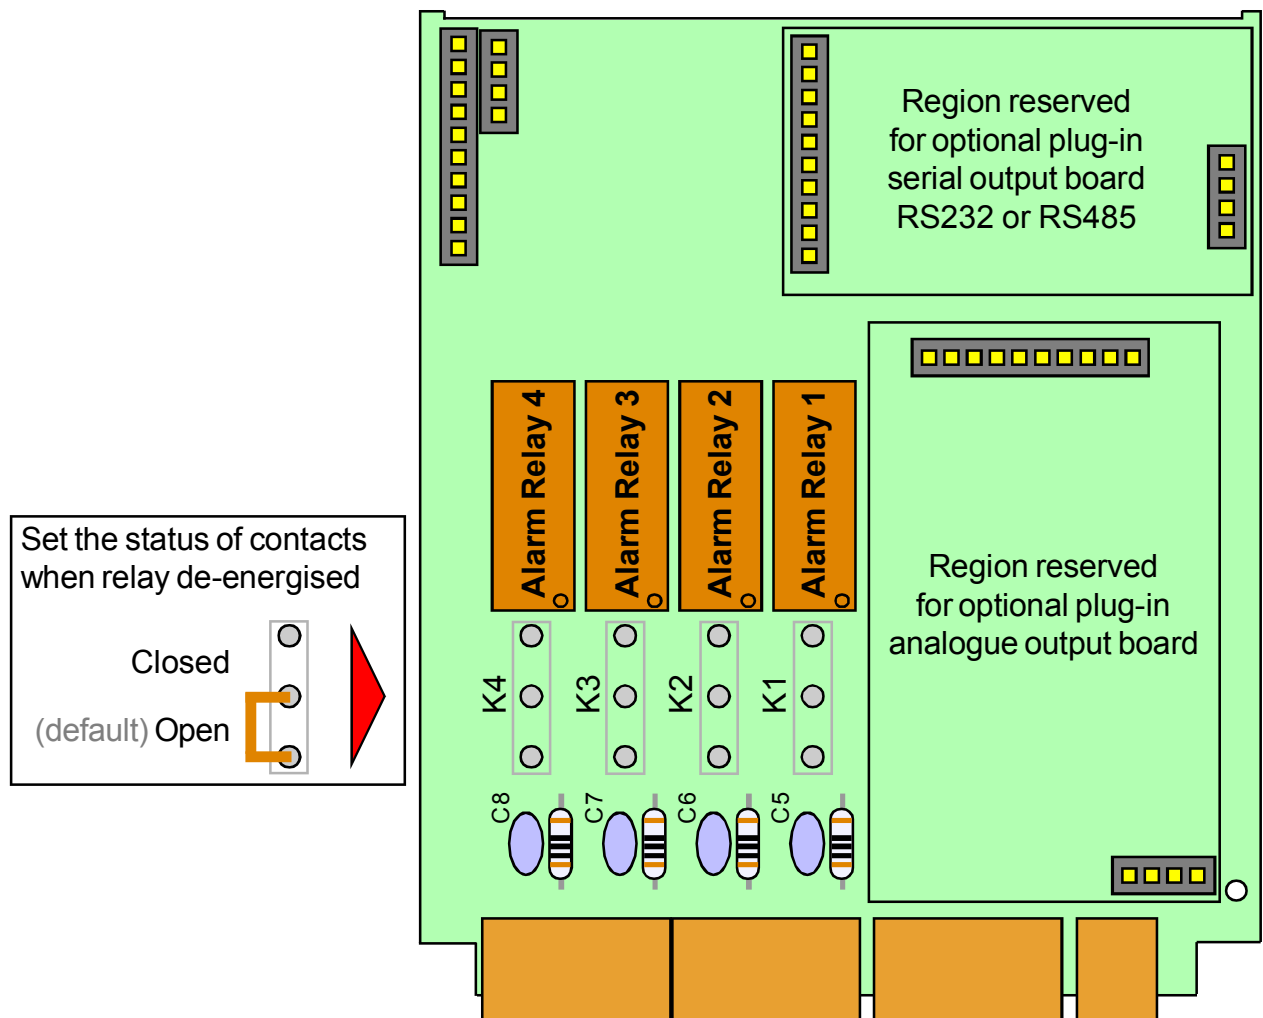 Region reserved
for optional plug-in
serial output board
RS232 or RS485
Alarm Relay 4
Alarm Relay 3
Alarm Relay 2
Alarm Relay 1
Set the status of contacts
when relay de-energised
Closed
(default) Open
Region reserved
for optional plug-in
analogue output board
K4
K3
K2
K1
C8
C7
C6
C5